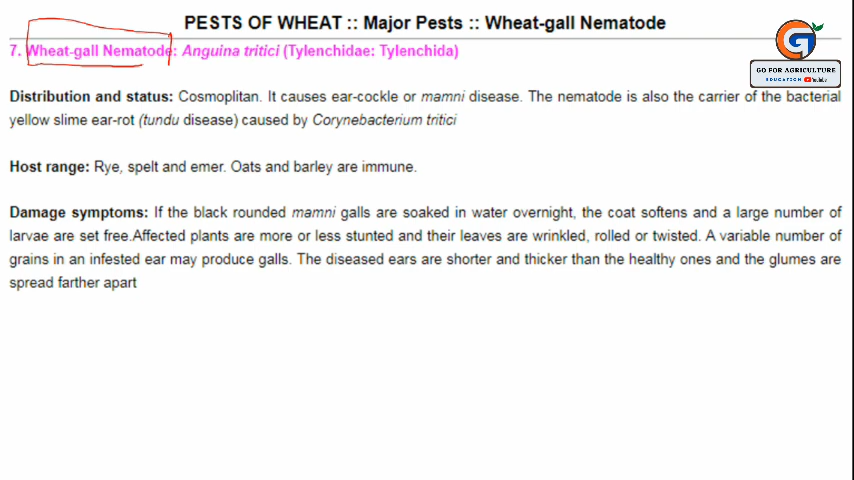 PESTS OF WHEAT :: Major Pests :: Wheat-gall Nematode
7. Wheat-gall Nematode: Anguina tritici (Tylenchidae: Tylenchida)
GO FOR AGRICULTURE
EDUCATION YouTube
Distribution and status: Cosmoplitan. It causes ear-cockle or mamni disease. The nematode is also the carrier of the bacterial
yellow slime ear-rot (tundu disease) caused by Corynebacterium tritici
Host range: Rye, spelt and emer. Oats and barley are immune.
Damage symptoms: If the black rounded mamni galls are soaked in water overnight, the coat softens and a large number of
larvae are set free.Affected plants are more or less stunted and their leaves are wrinkled, rolled or twisted. A variable number of
grains in an infested ear may produce galls. The diseased ears are shorter and thicker than the healthy ones and the glumes are
spread farther apart